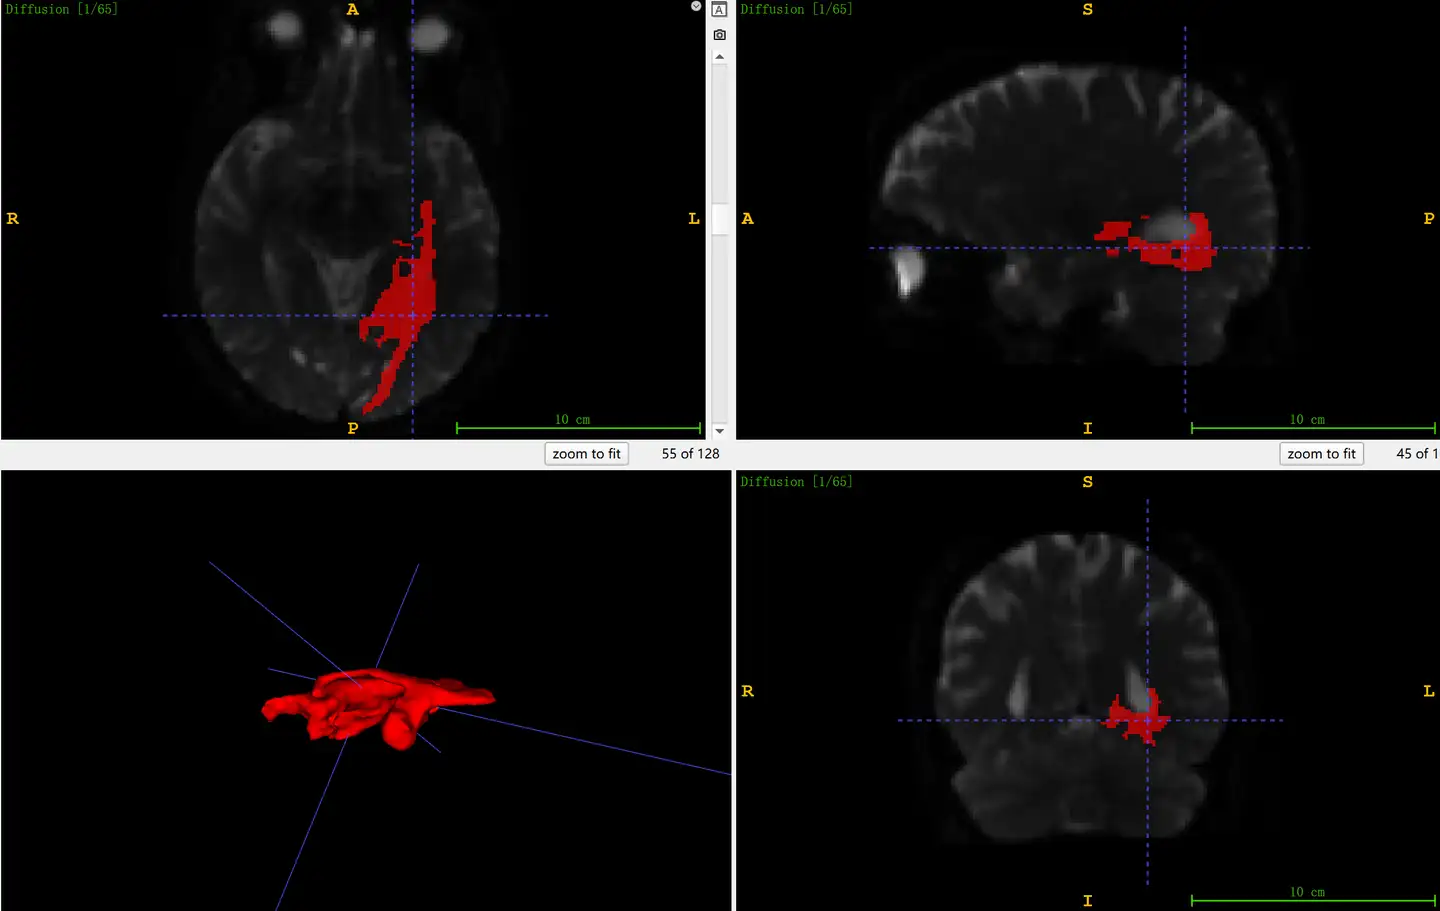 Diffusion [1/65]
A
A
R
L
P
10 cm
zoom to fit
55 of 128
Diffusion [1/65]
S
A
P
I
10 cm
zoom to fit
45 of 1
Diffusion [1/65]
S
R
L
I
10 cm